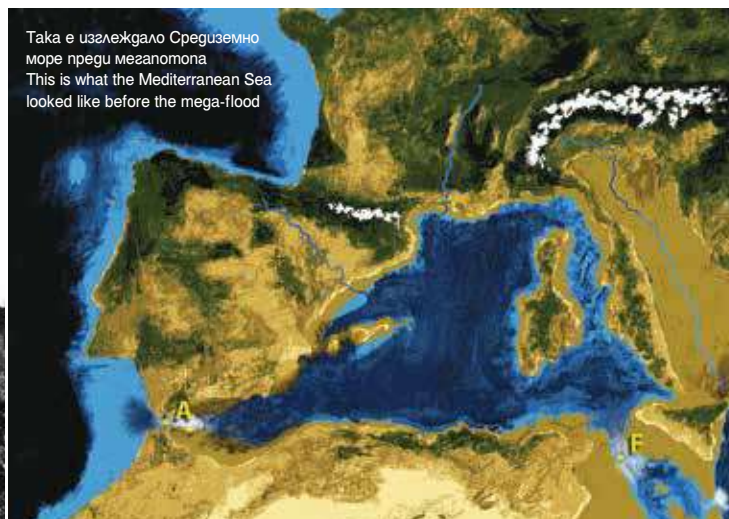 Така е изглеждало Средиземно
море преди мегапотопа
This is what the Mediterranean Sea
looked like before the mega-flood
A
F